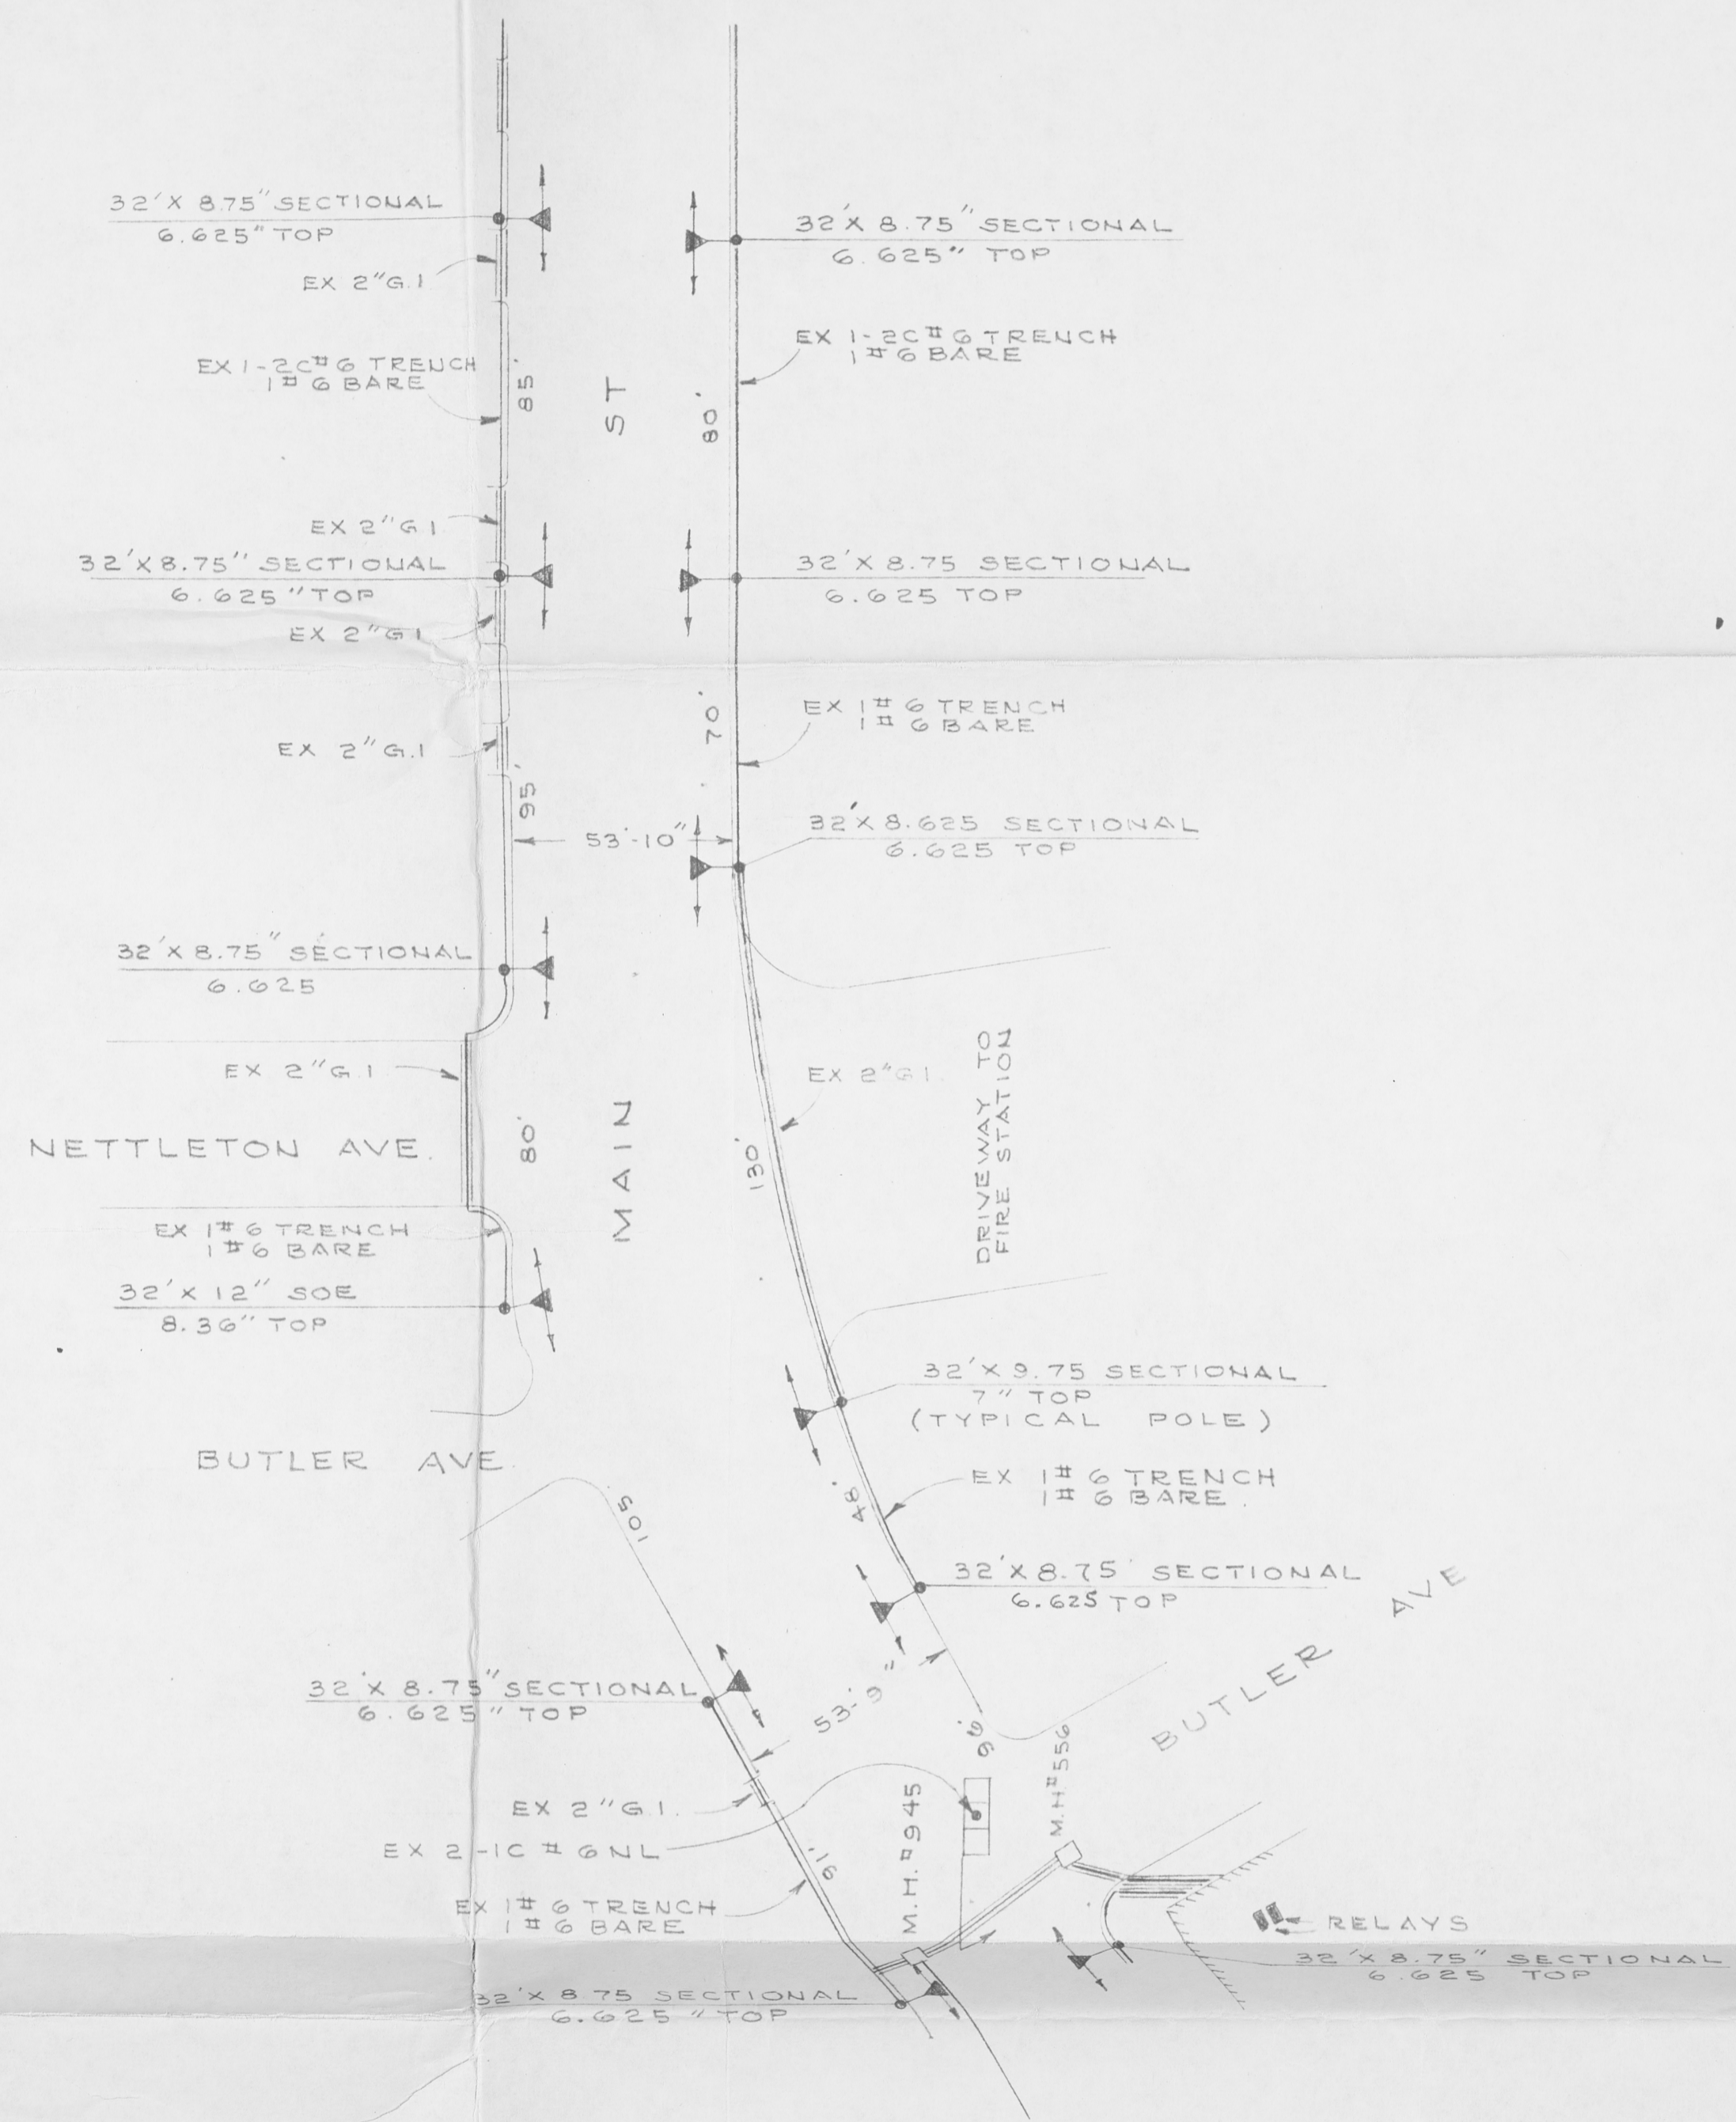 32' X 8.75" SECTIONAL
6.625" TOP
EX 2" G.I
EX 1-2C # 6 TRENCH
1 # 6 BARE
85'
EX 2" G.I
32' X 8.75" SECTIONAL
6.625" TOP
EX 2" G.I
EX 2" G.I
95'
53'-10"
32' X 8.75" SECTIONAL
6.625
EX 2" G.I
NETTLETON AVE.
80'
EX 1 # 6 TRENCH
1 # 6 BARE
32' X 12" SOE
8.36" TOP
BUTLER AVE.
ST
MAIN
32' X 8.75" SECTIONAL
6.625" TOP
EX 1-2C # 6 TRENCH
1 # 6 BARE
80'
32' X 8.75 SECTIONAL
6.625 TOP
70'
EX 1 # 6 TRENCH
1 # 6 BARE
32' X 8.625 SECTIONAL
6.625 TOP
EX 2" G.I.
130'
DRIVEWAY TO
FIRE STATION
32' X 9.75 SECTIONAL
7" TOP
(TYPICAL POLE)
48'
EX 1 # 6 TRENCH
1 # 6 BARE.
32' X 8.75' SECTIONAL
6.625 TOP
105'
BUTLER AVE
32' X 8.75" SECTIONAL
6.625" TOP
53'-9"
96'
M.H.#556
M.H.#945
EX 2" G.I.
EX 2-1C # 6 NL
91'
EX 1 # 6 TRENCH
1 # 6 BARE
RELAYS
32' X 8.75" SECTIONAL
6.625 TOP
32' X 8.75 SECTIONAL
6.625" TOP